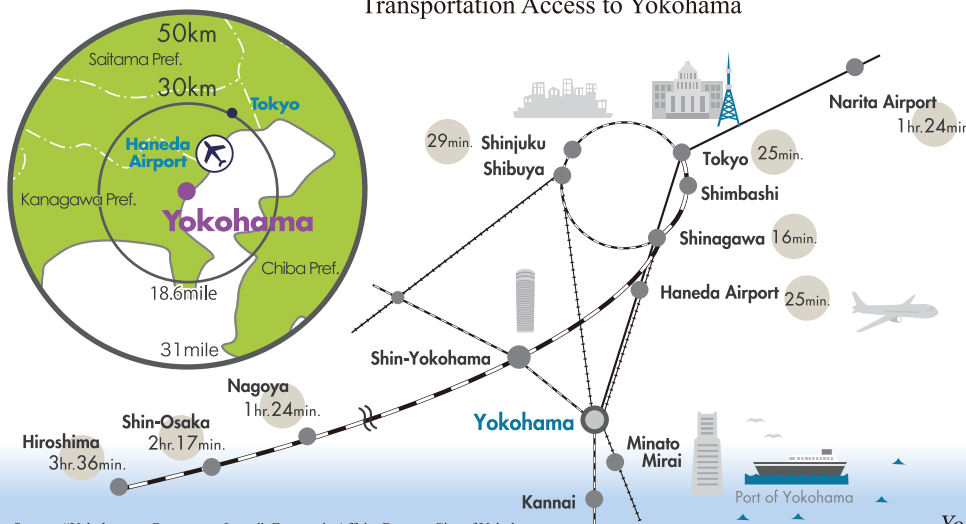 Transportation Access to Yokohama
50km
Saitama Pref.
30km
Tokyo
Haneda
Airport
Kanagawa Pref.
Yokohama
Chiba Pref.
18.6mile
31mile
Narita Airport
1hr.24min.
29min.
Shinjuku
Shibuya
Tokyo 25min.
Shimbashi
Shinagawa 16min.
Haneda Airport 25min.
Shin-Yokohama
Nagoya
1hr.24min.
Shin-Osaka
2hr.17min.
Hiroshima
3hr.36min.
Yokohama
Minato
Mirai
Kannai
Port of Yokohama